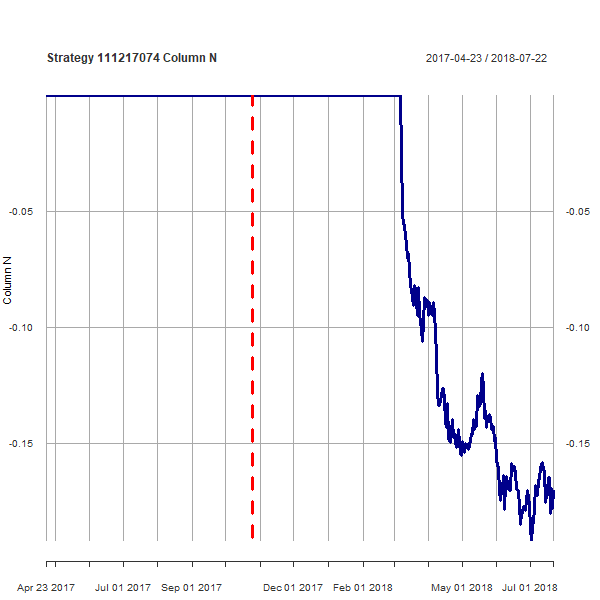 Strategy 111217074 Column N
2017-04-23 / 2018-07-22
-0.05 -0.05
-0.10 -0.10
-0.15 -0.15
Column N
Apr 23 2017 Jul 01 2017 Sep 01 2017 Dec 01 2017 Feb 01 2018 May 01 2018 Jul 01 2018